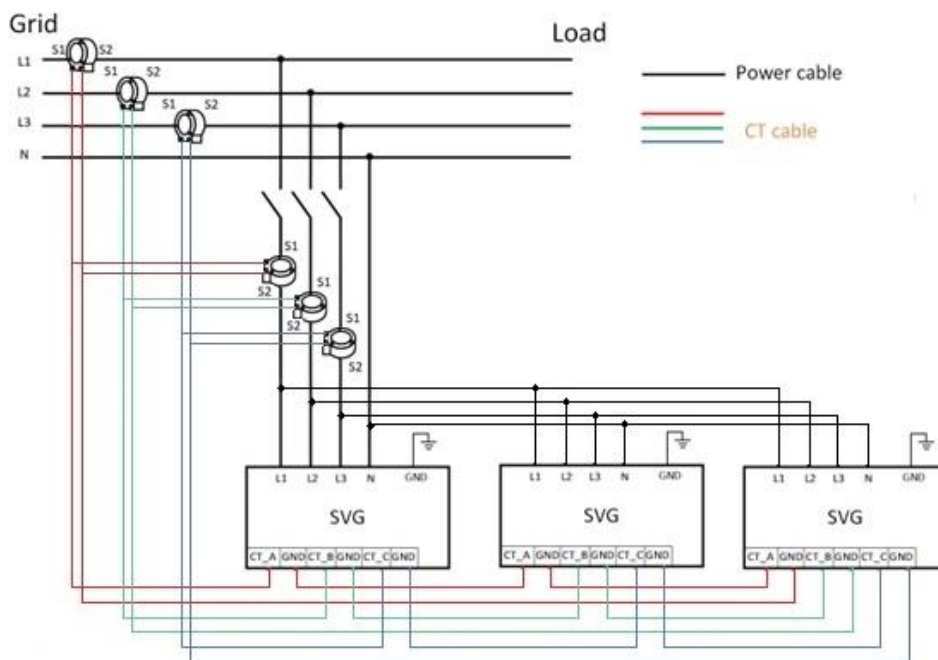 Grid
Load
S1 S2
L1
S1 S2
L2
Power cable
S1 S2
L3
CT cable
N
S1
S2
S1
S2
S1
S2
L1 L2 L3 N GND
L1 L2 L3 N GND
L1 L2 L3 N GND
SVG
SVG
SVG
CT_A GND CT_B GND CT_C GND
CT_A GND CT_B GND CT_C GND
CT_A GND CT_B GND CT_C GND